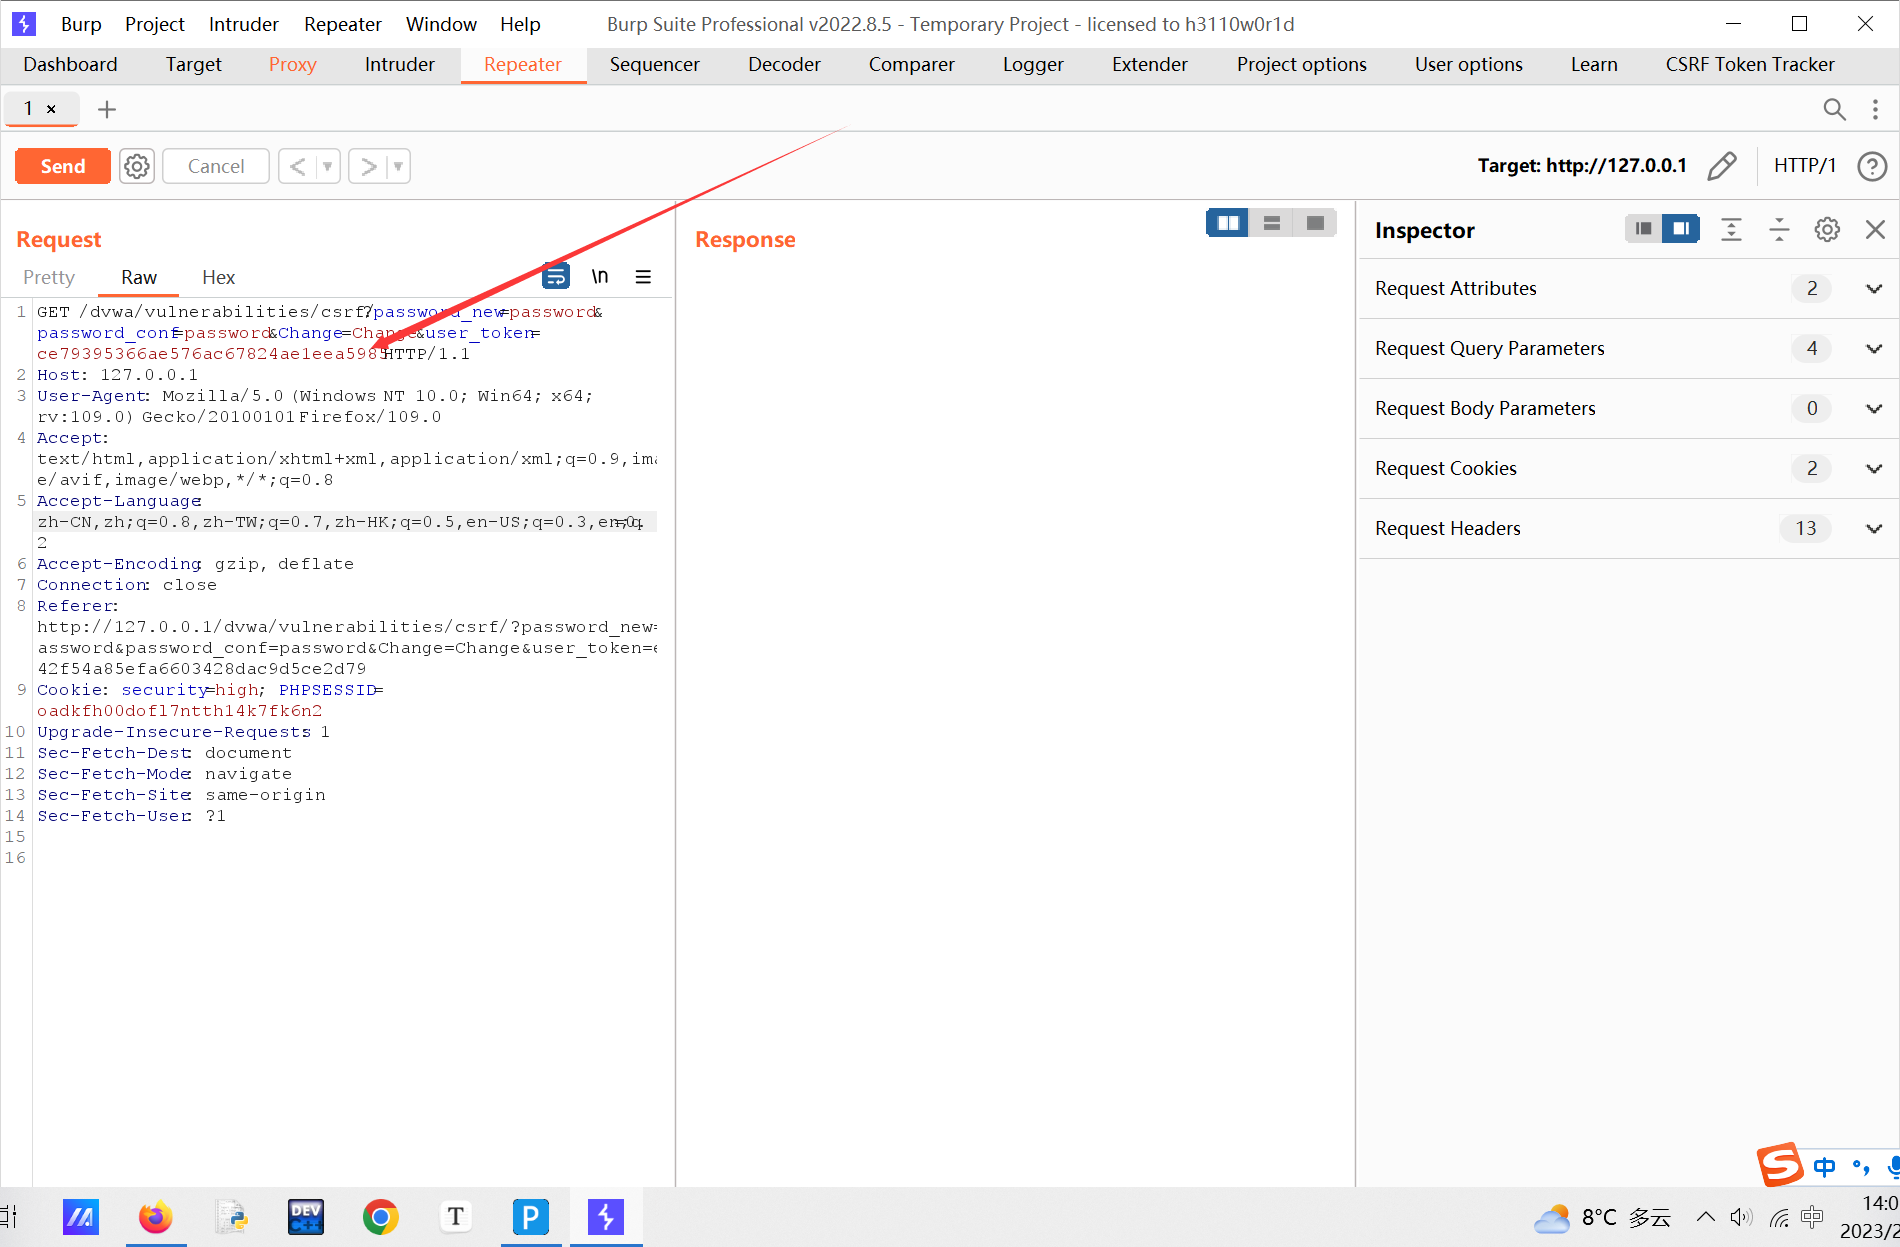 Burp Project Intruder Repeater Window Help Burp Suite Professional v2022.8.5 - Temporary Project - licensed to h3110w0r1d
Dashboard Target Proxy Intruder Repeater Sequencer Decoder Comparer Logger Extender Project options User options Learn CSRF Token Tracker
1 ×
Send Cancel < > Target: http://127.0.0.1 HTTP/1
Request
Pretty Raw Hex \n
1 GET /dvwa/vulnerabilities/csrf/?password_new=password&
password_conf=password&Change=Change&user_token=
ce79395366ae576ac67824ae1eea5985 HTTP/1.1
2 Host: 127.0.0.1
3 User-Agent: Mozilla/5.0 (Windows NT 10.0; Win64; x64;
rv:109.0) Gecko/20100101 Firefox/109.0
4 Accept:
text/html,application/xhtml+xml,application/xml;q=0.9,ima
e/avif,image/webp,*/*;q=0.8
5 Accept-Language:
zh-CN,zh;q=0.8,zh-TW;q=0.7,zh-HK;q=0.5,en-US;q=0.3,en;q=0.
2
6 Accept-Encoding: gzip, deflate
7 Connection: close
8 Referer:
http://127.0.0.1/dvwa/vulnerabilities/csrf/?password_new=
assword&password_conf=password&Change=Change&user_token=e
42f54a85efa6603428dac9d5ce2d79
9 Cookie: security=high; PHPSESSID=
oadkfh00dofl7ntth14k7fk6n2
10 Upgrade-Insecure-Requests: 1
11 Sec-Fetch-Dest: document
12 Sec-Fetch-Mode: navigate
13 Sec-Fetch-Site: same-origin
14 Sec-Fetch-User: ?1
15
16
Response
Inspector
Request Attributes 2
Request Query Parameters 4
Request Body Parameters 0
Request Cookies 2
Request Headers 13
S 中 °,
DEV C++ T P 8°C 多云 中 14:0
2023/2